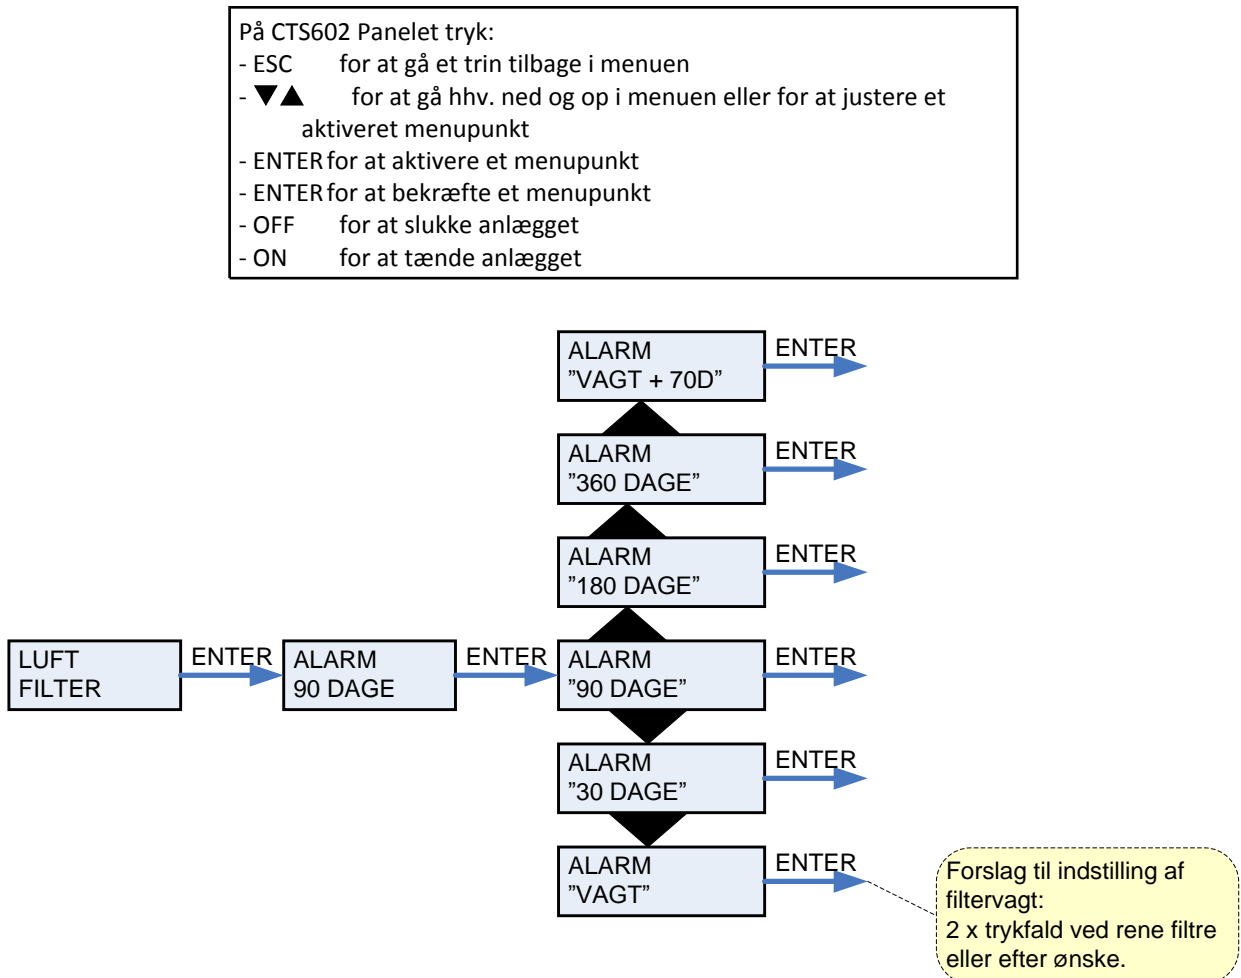 På CTS602 Panelet tryk:
- ESC for at gå et trin tilbage i menuen
- ▼▲ for at gå hhv. ned og op i menuen eller for at justere et
aktiveret menupunkt
- ENTER for at aktivere et menupunkt
- ENTER for at bekræfte et menupunkt
- OFF for at slukke anlægget
- ON for at tænde anlægget
ALARM
”VAGT + 70D”
ENTER
ALARM
”360 DAGE”
ENTER
ALARM
”180 DAGE”
ENTER
LUFT
FILTER
ENTER
ALARM
90 DAGE
ENTER
ALARM
”90 DAGE”
ENTER
ALARM
”30 DAGE”
ENTER
ALARM
”VAGT”
ENTER
Forslag til indstilling af
filtervagt:
2 x trykfald ved rene filtre
eller efter ønske.